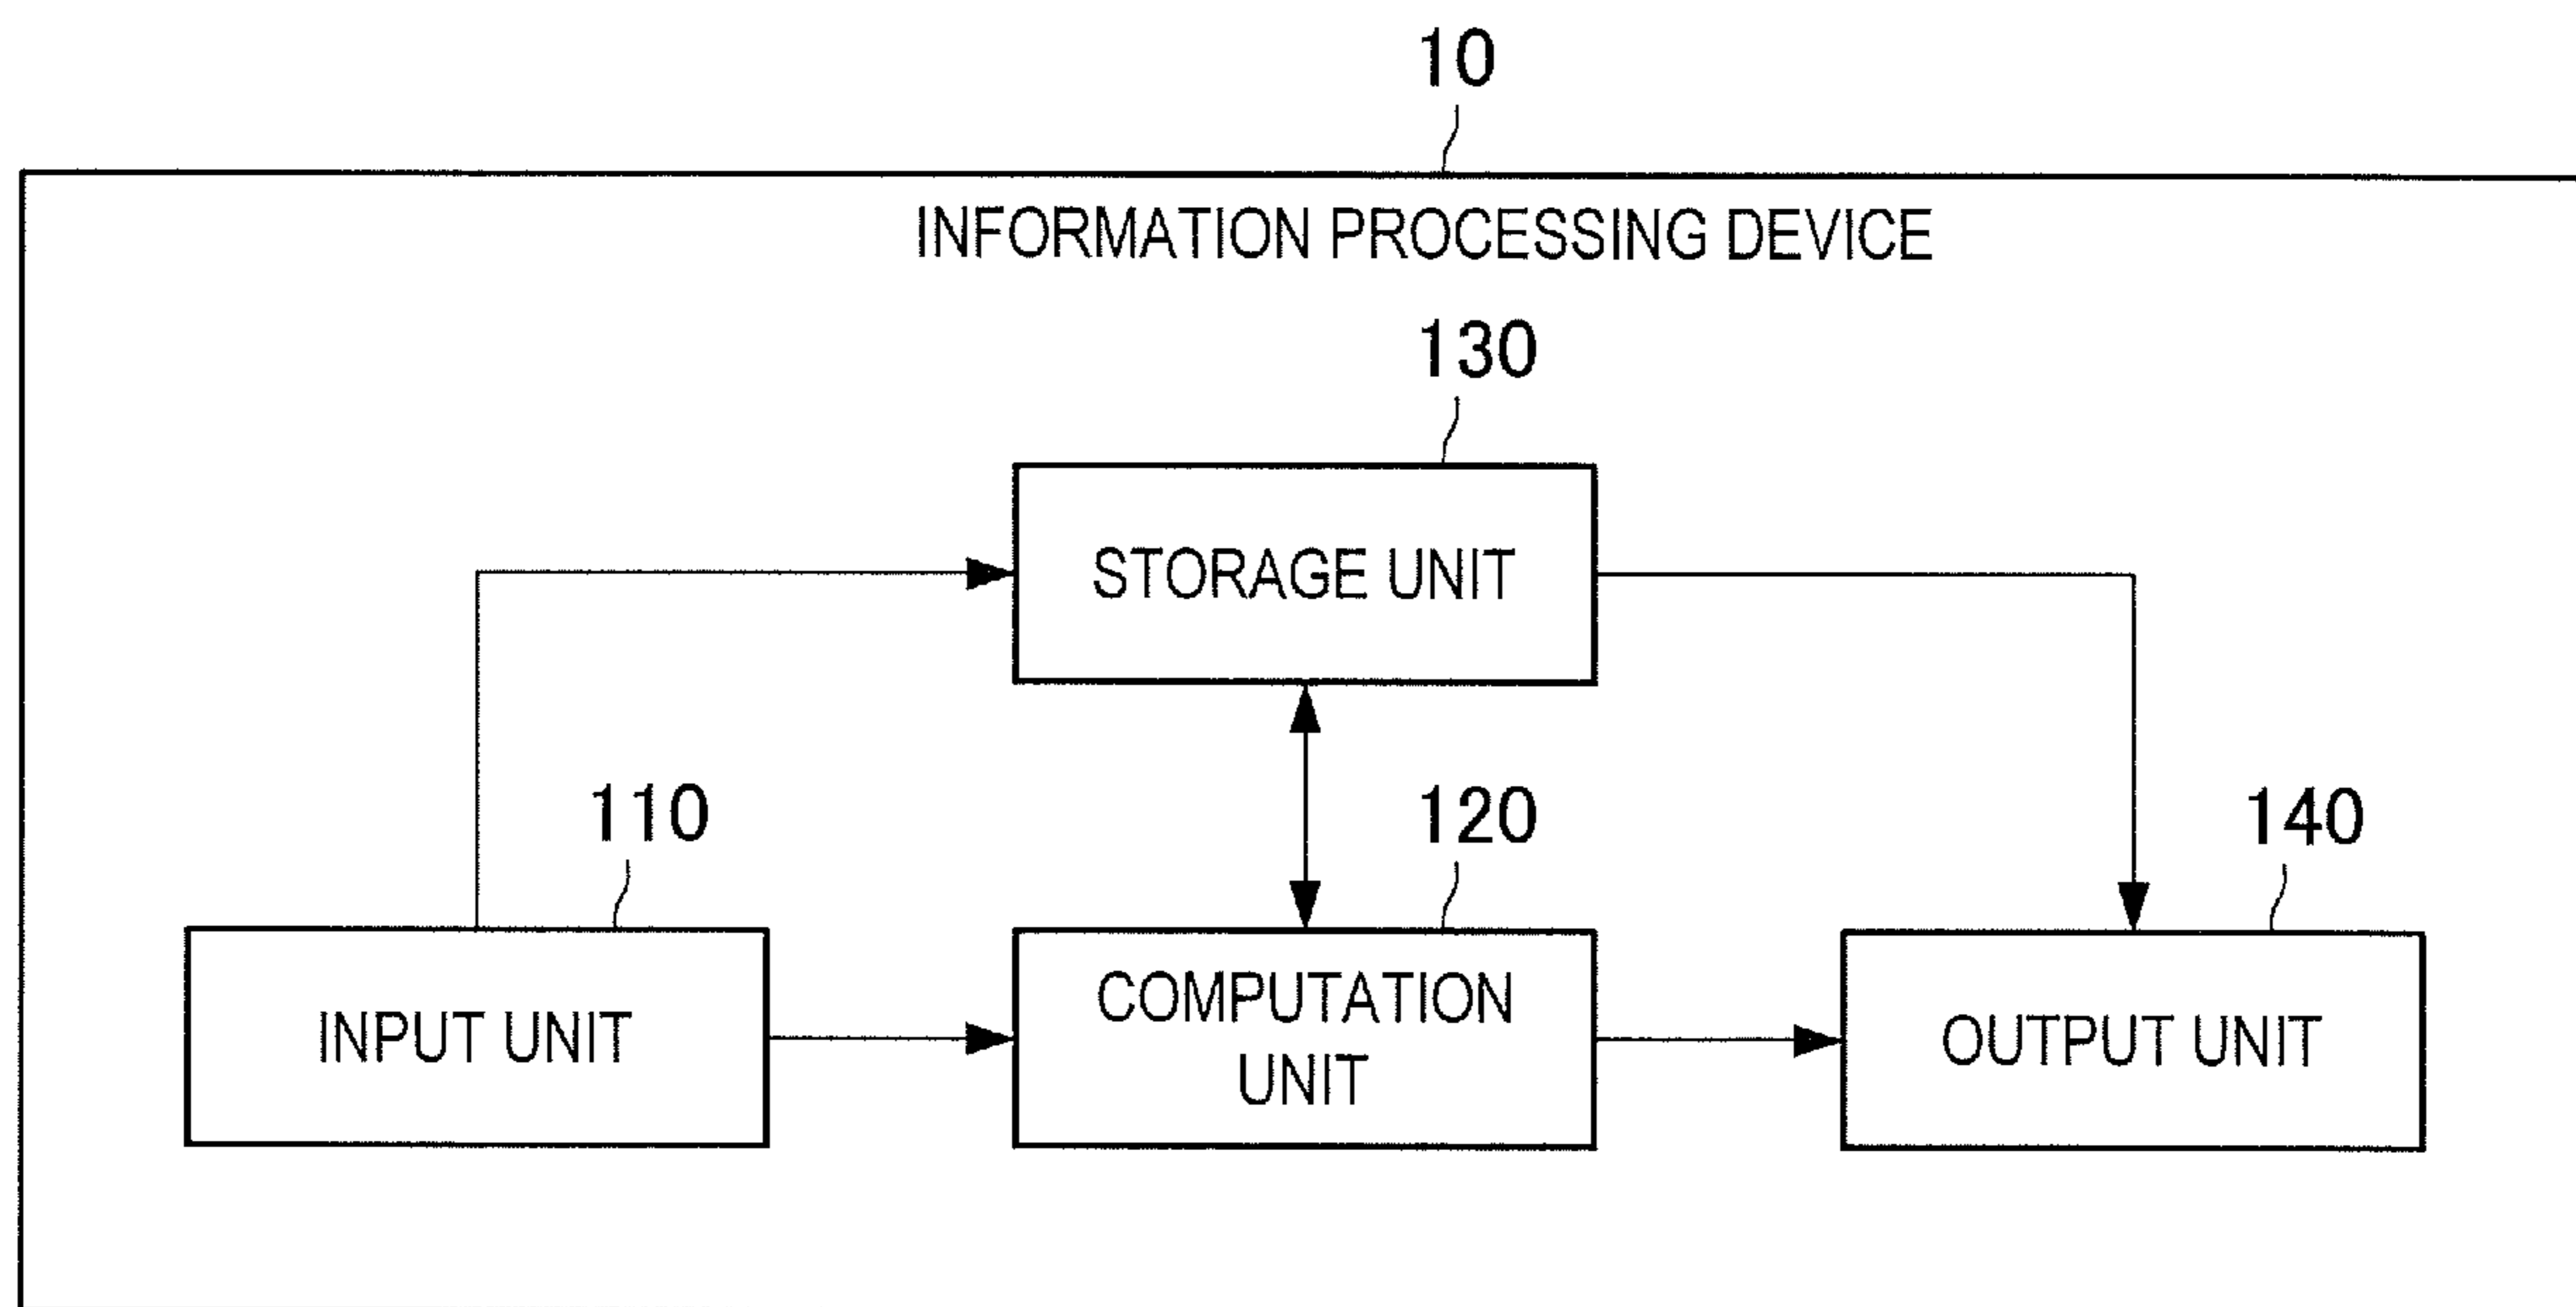 10
INFORMATION PROCESSING DEVICE
130
STORAGE UNIT
110
120
140
INPUT UNIT
COMPUTATION
UNIT
OUTPUT UNIT